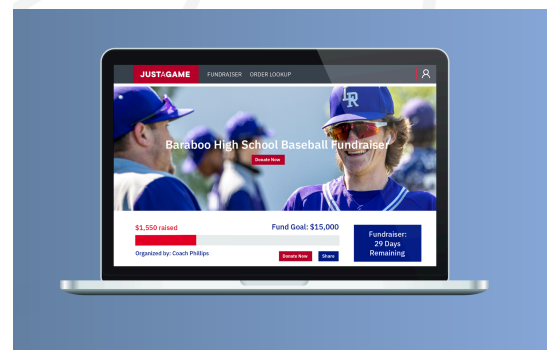 JUSTAGAME FUNDRAISER ORDER LOOKUP
LR
Baraboo High School Baseball Fundraiser
Donate Now
$1,550 raised
Fund Goal: $15,000
Fundraiser:
29 Days
Remaining
Organized by: Coach Phillips
Donate Now
Share